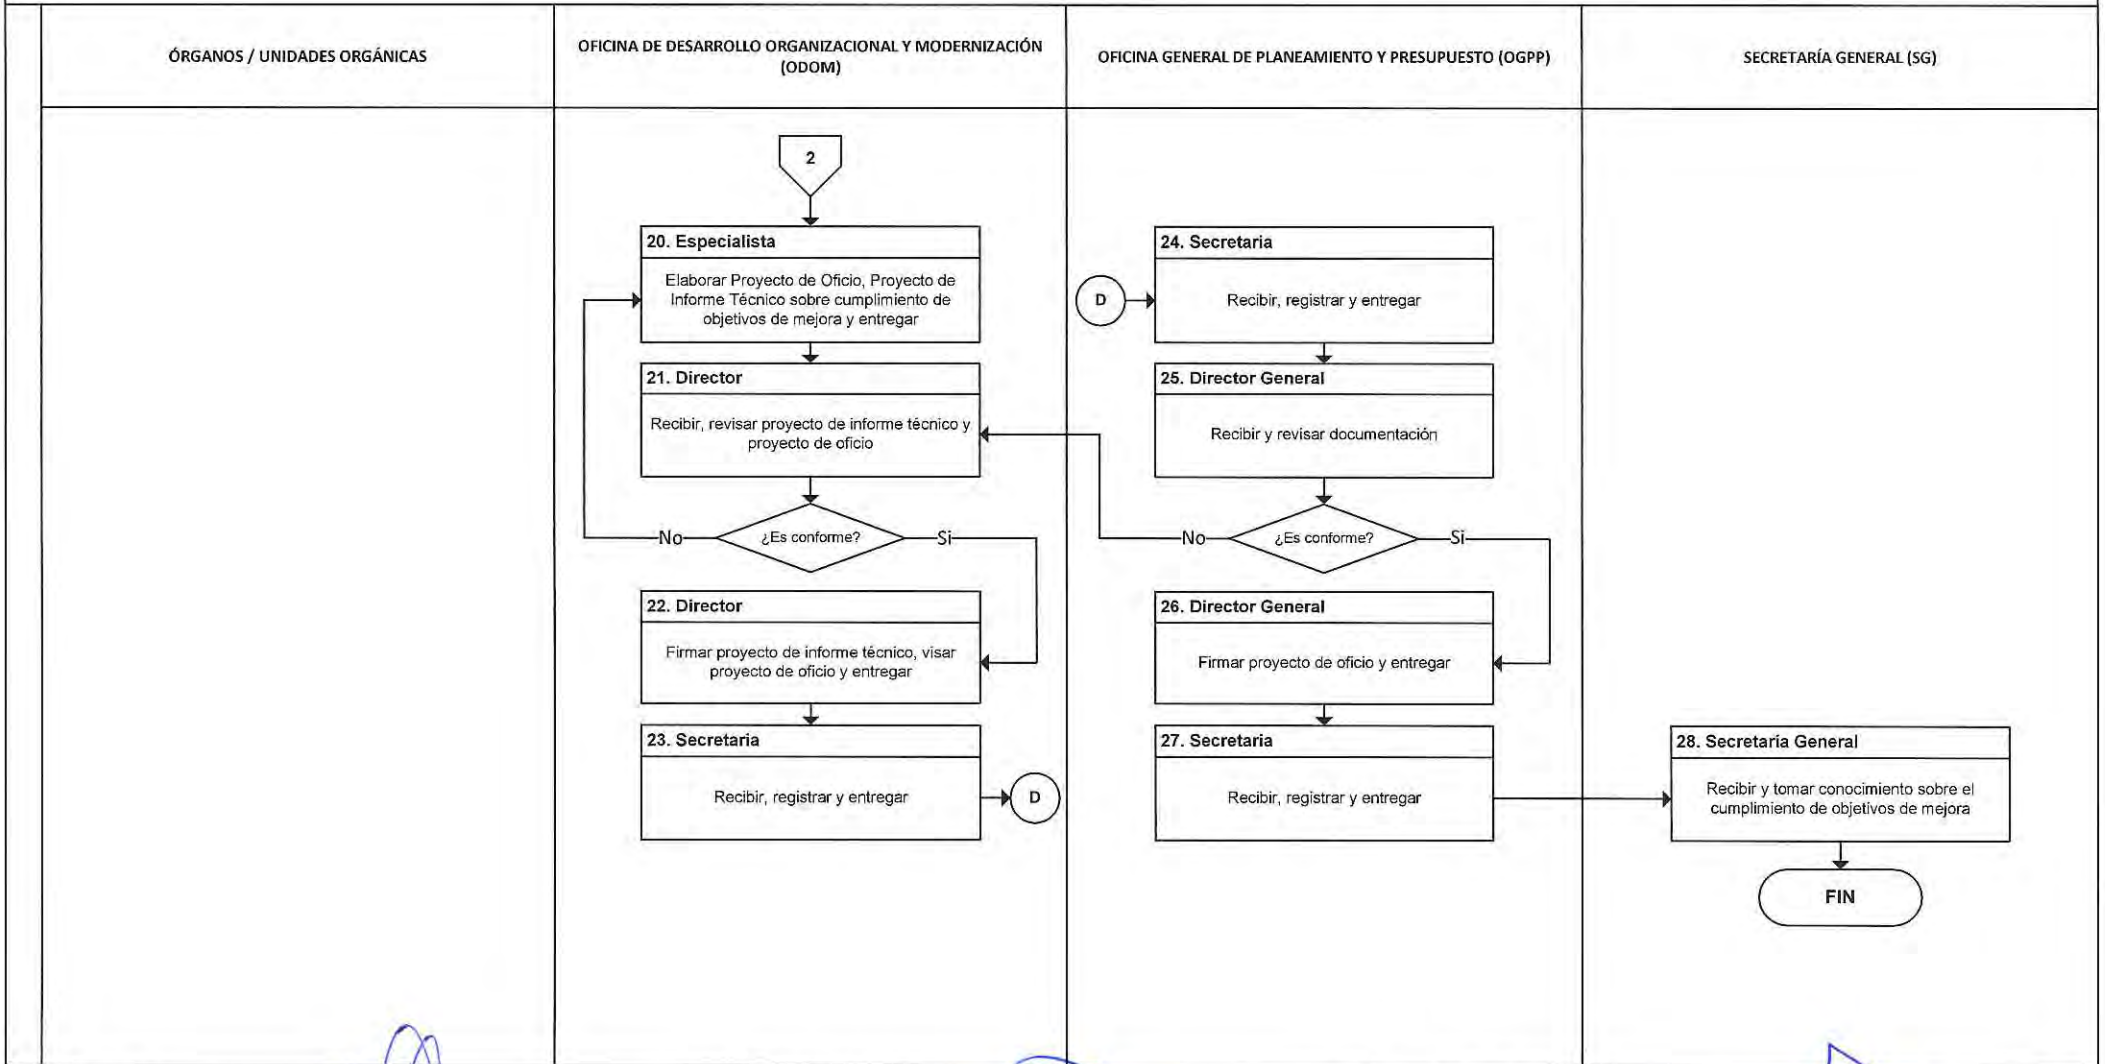 ÓRGANOS / UNIDADES ORGÁNICAS
OFICINA DE DESARROLLO ORGANIZACIONAL Y MODERNIZACIÓN
(ODOM)
OFICINA GENERAL DE PLANEAMIENTO Y PRESUPUESTO (OGPP)
SECRETARÍA GENERAL (SG)
2
20. Especialista
Elaborar Proyecto de Oficio, Proyecto de
Informe Técnico sobre cumplimiento de
objetivos de mejora y entregar
21. Director
Recibir, revisar proyecto de informe técnico y
proyecto de oficio
No
¿Es conforme?
Si
22. Director
Firmar proyecto de informe técnico, visar
proyecto de oficio y entregar
23. Secretaria
Recibir, registrar y entregar
D
D
24. Secretaria
Recibir, registrar y entregar
25. Director General
Recibir y revisar documentación
No
¿Es conforme?
Si
26. Director General
Firmar proyecto de oficio y entregar
27. Secretaria
Recibir, registrar y entregar
28. Secretaría General
Recibir y tomar conocimiento sobre el
cumplimiento de objetivos de mejora
FIN